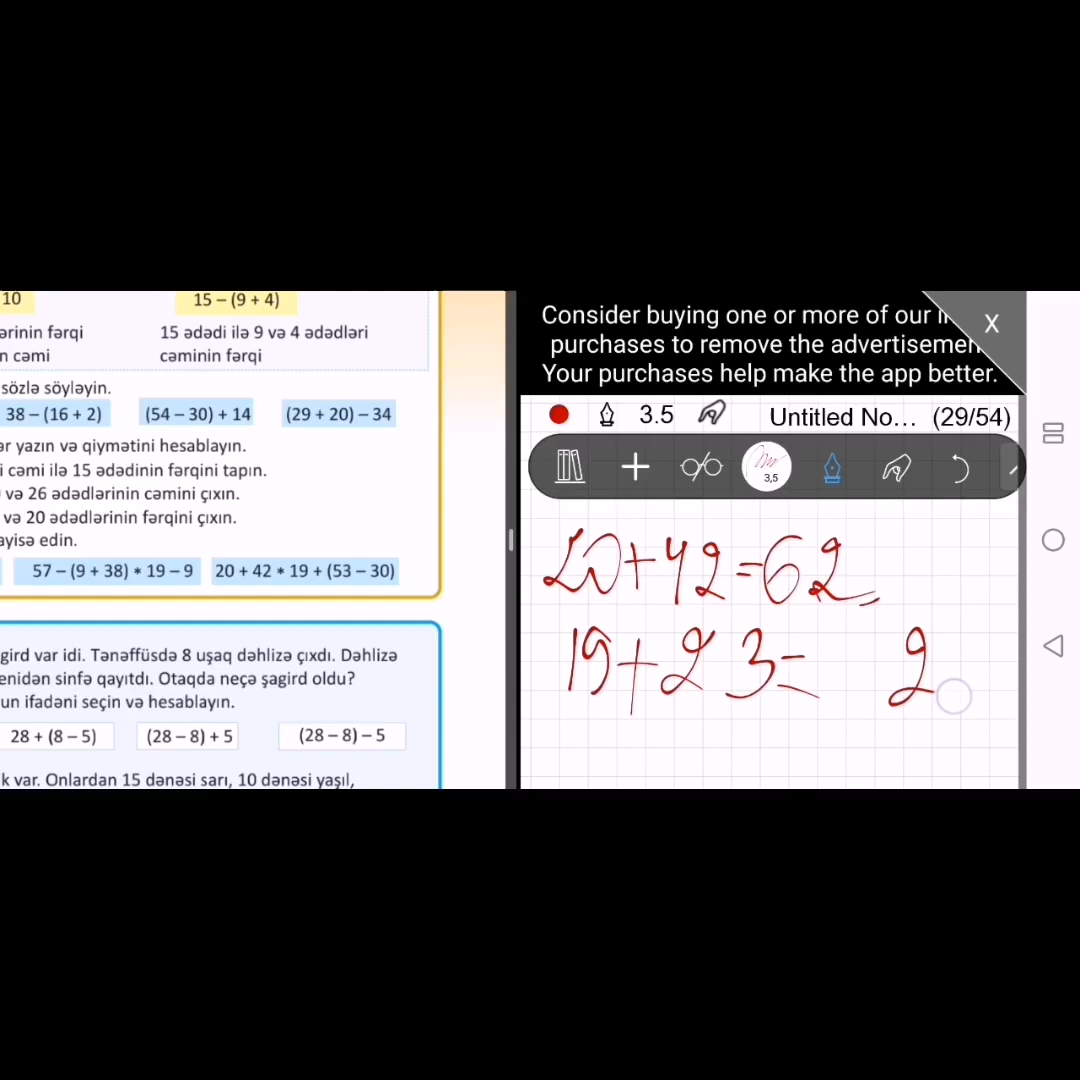 10
15 – (9 + 4)
ərinin fərqi
n cəmi
15 ədədi ilə 9 və 4 ədədləri
cəminin fərqi
sözlə söyləyin.
38 – (16 + 2) (54 – 30) + 14 (29 + 20) – 34
ər yazın və qiymətini hesablayın.
i cəmi ilə 15 ədədinin fərqini tapın.
və 26 ədədlərinin cəmini çıxın.
və 20 ədədlərinin fərqini çıxın.
ayisə edin.
57 – (9 + 38) * 19 – 9 20 + 42 * 19 + (53 – 30)
gird var idi. Tənəffüsdə 8 uşaq dəhlizə çıxdı. Dəhlizə
enidən sinfə qayıtdı. Otaqda neçə şagird oldu?
un ifadəni seçin və hesablayın.
28 + (8 – 5) (28 – 8) + 5 (28 – 8) – 5
k var. Onlardan 15 dənəsi sarı, 10 dənəsi yaşıl,
Consider buying one or more of our in
purchases to remove the advertisemen
Your purchases help make the app better.
X
3.5 Untitled No... (29/54)
3,5
20+42=62
19+23= 2